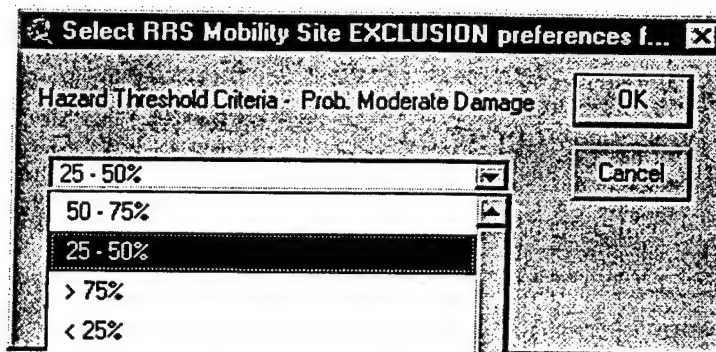 Select RRS Mobility Site EXCLUSION preferences f...
Hazard Threshold Criteria - Prob. Moderate Damage
OK
25 - 50%
Cancel
50 - 75%
25 - 50%
> 75%
< 25%